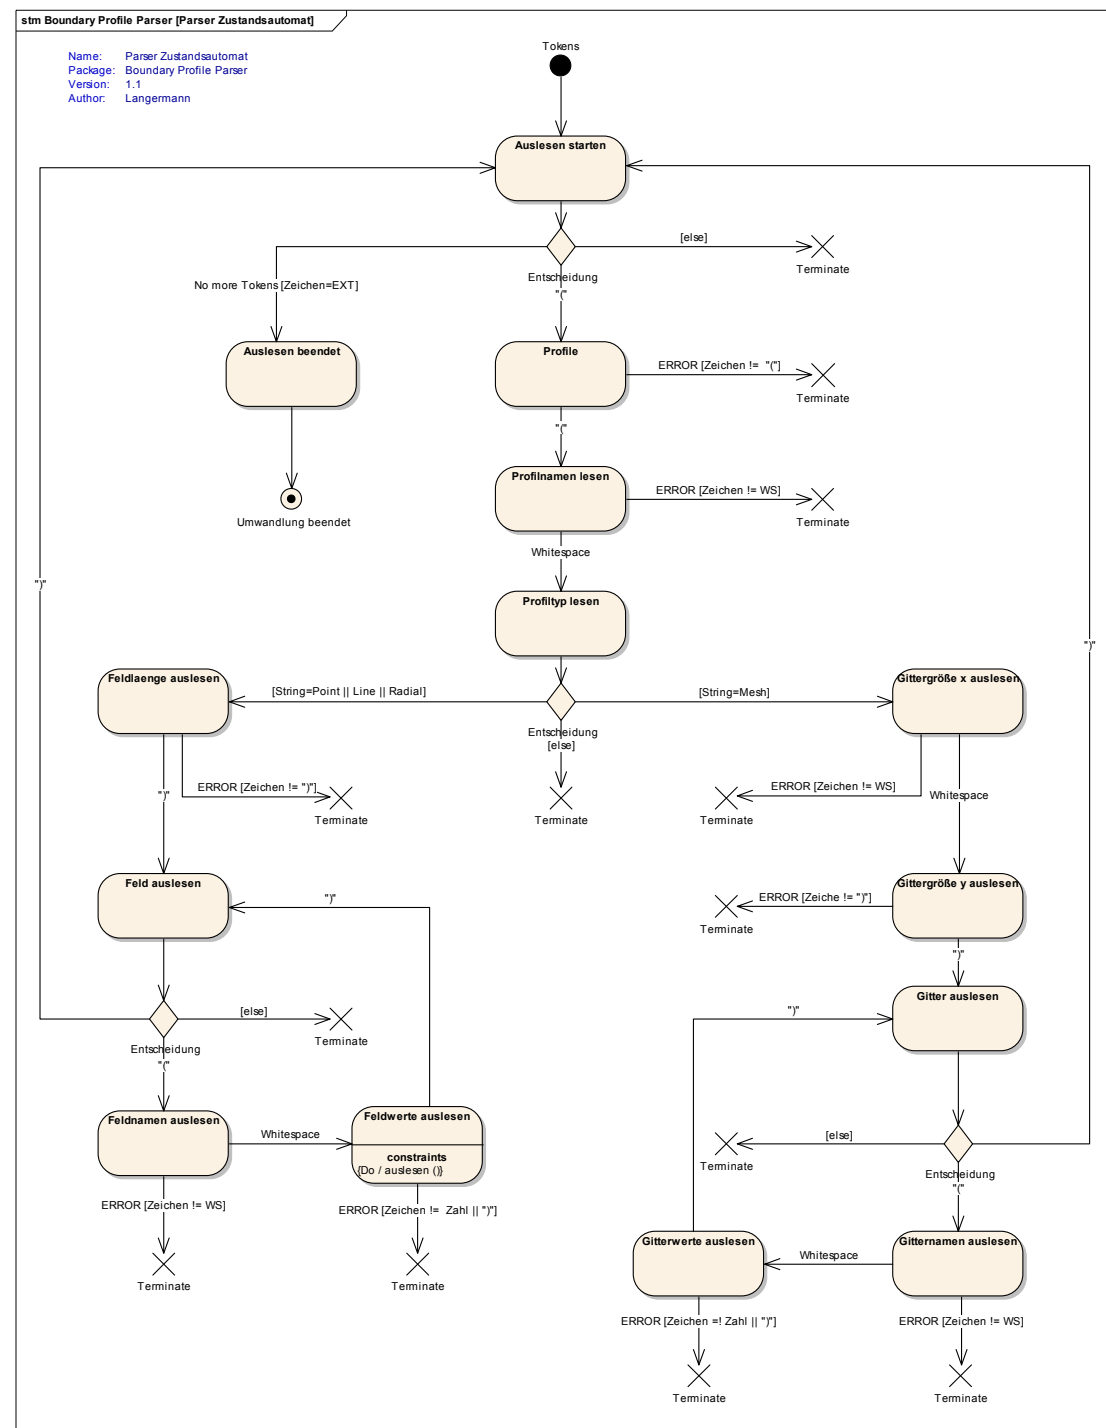 stm Boundary Profile Parser [Parser Zustandsautomat]
Name: Parser Zustandsautomat
Package: Boundary Profile Parser
Version: 1.1
Author: Langermann
Tokens
Auslesen starten
[else]
Terminate
Entscheidung
"("
No more Tokens [Zeichen=EXT]
Auslesen beendet
Profile
ERROR [Zeichen != "("]
Terminate
"("
Profilnamen lesen
ERROR [Zeichen != WS]
Terminate
Umwandlung beendet
Whitespace
")"
Profiltyp lesen
")"
Feldlaenge auslesen
[String=Point || Line || Radial]
[String=Mesh]
Gittergröße x auslesen
Entscheidung
[else]
ERROR [Zeichen != ")"]
")"
Terminate
Terminate
ERROR [Zeichen != WS]
Terminate
Whitespace
Feld auslesen
")"
ERROR [Zeiche != ")"]
Terminate
Gittergröße y auslesen
")"
Gitter auslesen
")"
[else]
Terminate
Entscheidung
"("
Feldnamen auslesen
Whitespace
Feldwerte auslesen
constraints
{Do / auslesen ()}
[else]
Terminate
Entscheidung
"("
ERROR [Zeichen != WS]
Terminate
ERROR [Zeichen != Zahl || ")"]
Terminate
Gitterwerte auslesen
Whitespace
Gitternamen auslesen
ERROR [Zeichen =! Zahl || ")"]
Terminate
ERROR [Zeichen != WS]
Terminate